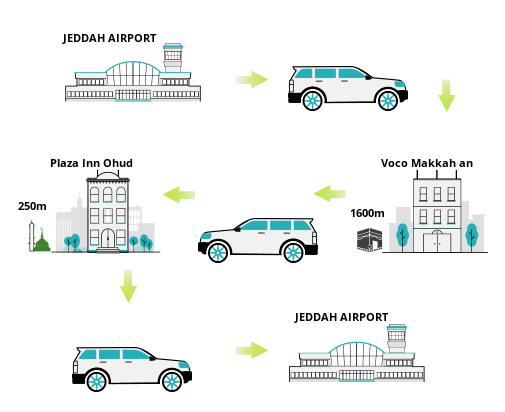 JEDDAH AIRPORT
Plaza Inn Ohud
Voco Makkah an
250m
1600m
JEDDAH AIRPORT